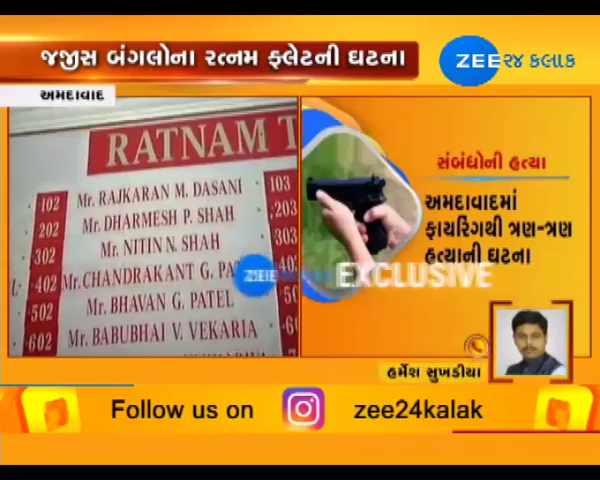 જજીસ બંગલોના રત્નમ ફ્લેટની ઘટના
ZEE ૨૪ કલાક
અમદાવાદ
RATNAM T
102 Mr. RAJKARAN M. DASANI 103
202 Mr. DHARMESH P. SHAH 203
302 Mr. NITIN N. SHAH 303
402 Mr. CHANDRAKANT G.
502 Mr. BHAVAN G. PATEL
602 Mr. BABUBHAI V. VEKARIA
ZEE
EXCLUSIVE
સંબંધોની હત્યા
અમદાવાદમાં
ફાયરિંગથી ત્રણ-ત્રણ
હત્યાની ઘટના
હર્મેશ સુખડીયા
Follow us on zee24kalak